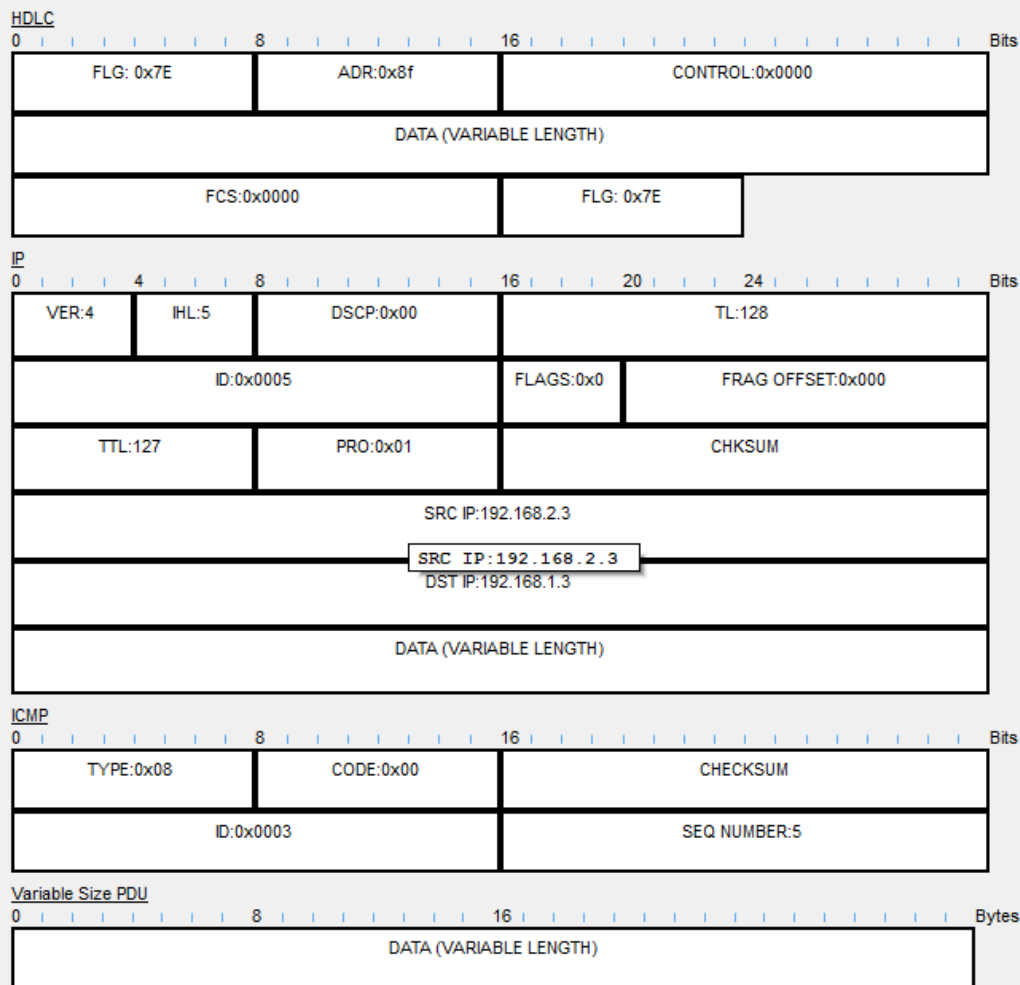 HDLC
0 8 16 Bits
FLG: 0x7E ADR:0x8f CONTROL:0x0000
DATA (VARIABLE LENGTH)
FCS:0x0000 FLG: 0x7E
IP
0 4 8 16 20 24 Bits
VER:4 IHL:5 DSCP:0x00 TL:128
ID:0x0005 FLAGS:0x0 FRAG OFFSET:0x000
TTL:127 PRO:0x01 CHKSUM
SRC IP:192.168.2.3
SRC IP:192.168.2.3
DST IP:192.168.1.3
DATA (VARIABLE LENGTH)
ICMP
0 8 16 Bits
TYPE:0x08 CODE:0x00 CHECKSUM
ID:0x0003 SEQ NUMBER:5
Variable Size PDU
0 8 16 Bytes
DATA (VARIABLE LENGTH)